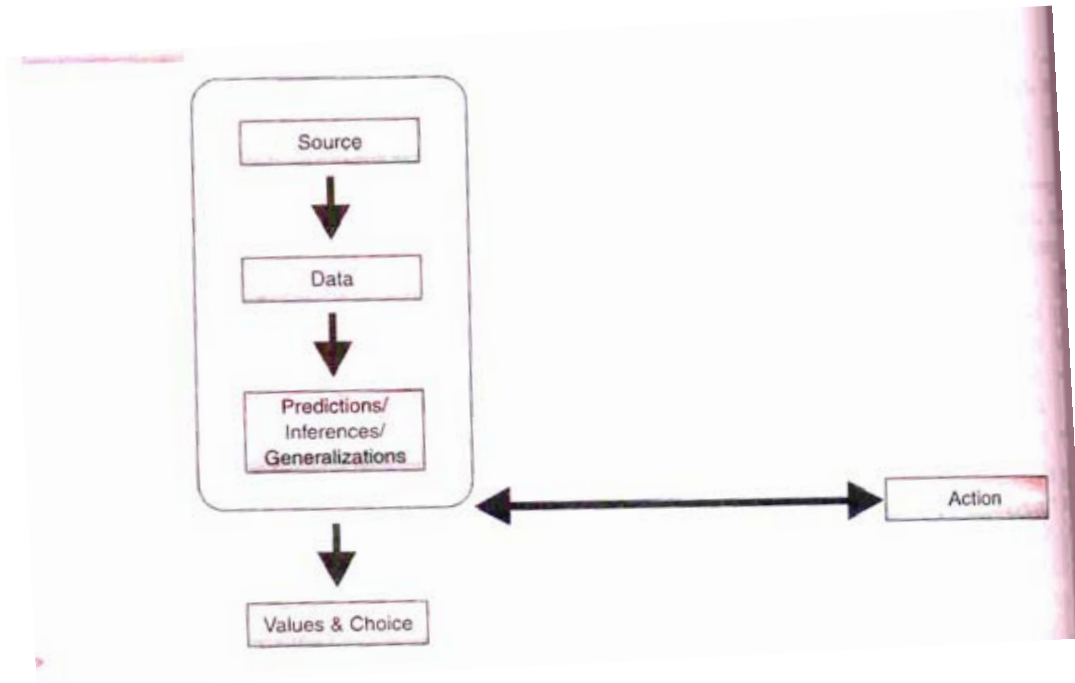 Source
Data
Predictions/
Inferences/
Generalizations
Action
Values & Choice